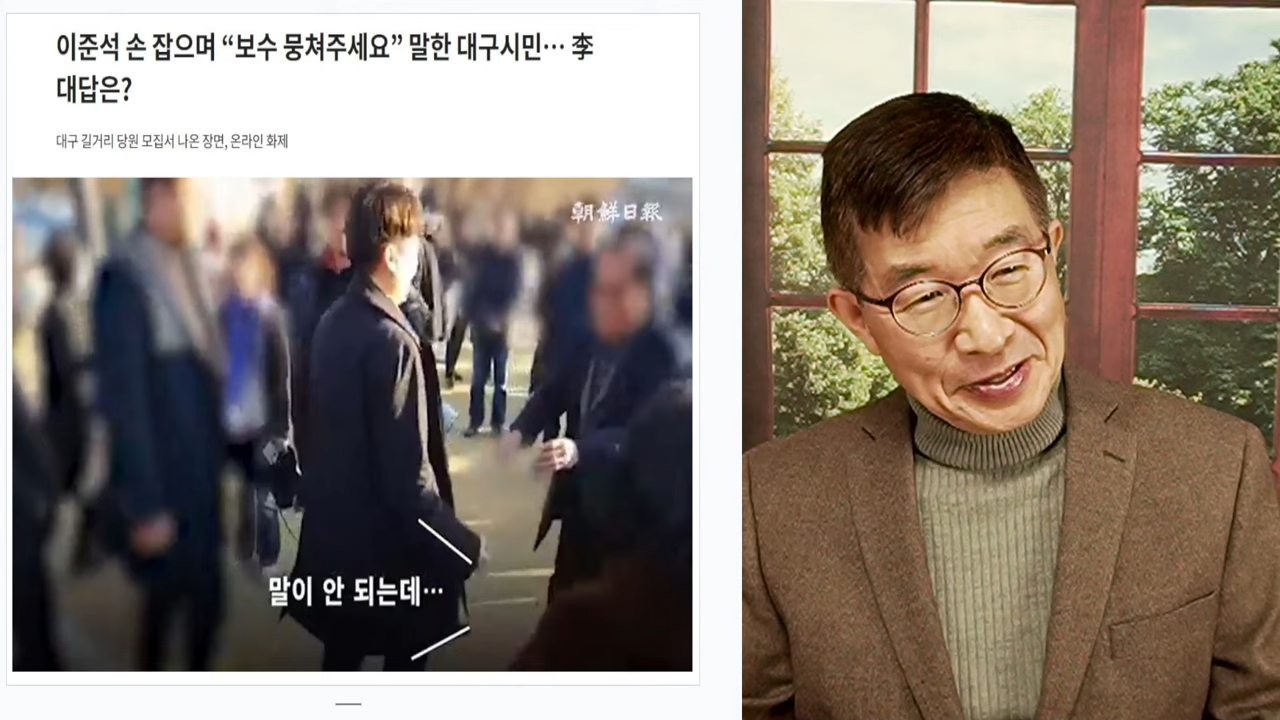 이준석 손 잡으며 “보수 뭉쳐주세요” 말한 대구시민… 李
대답은?
대구 길거리 당원 모집서 나온 장면, 온라인 화제
朝鮮日報
말이 안 되는데…